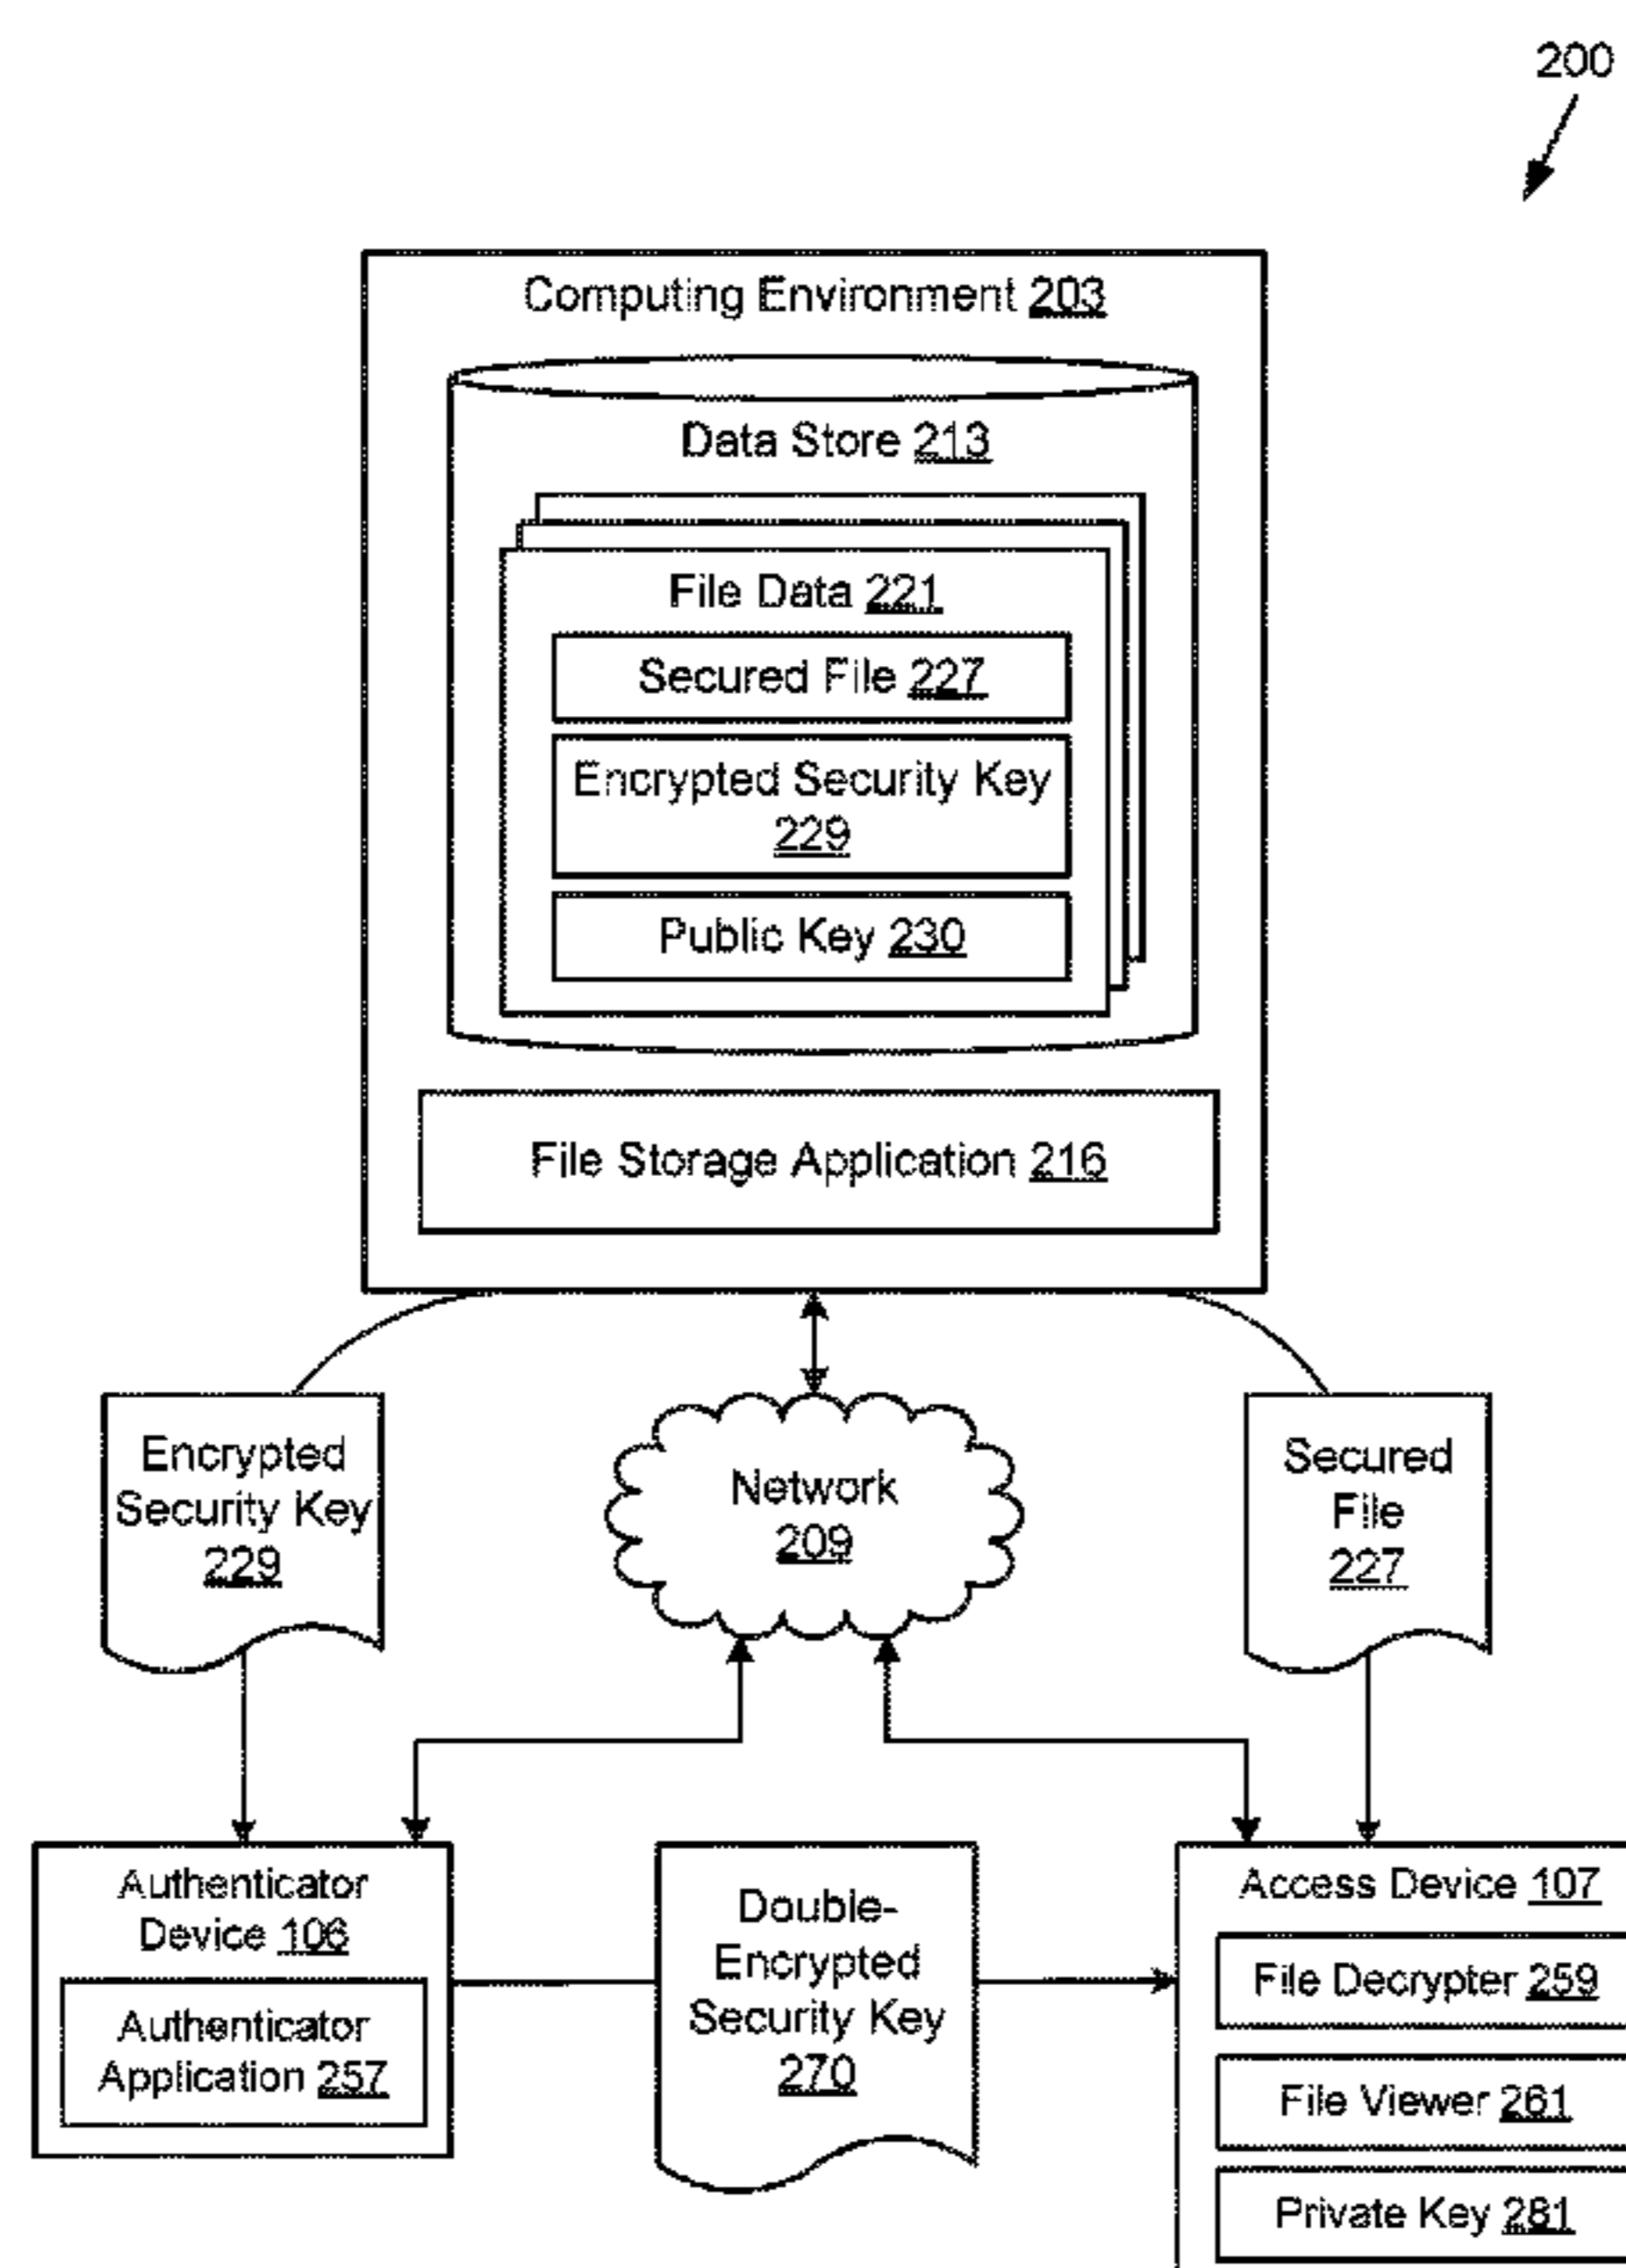 200
Computing Environment 203
Data Store 213
File Data 221
Secured File 227
Encrypted Security Key
229
Public Key 230
File Storage Application 216
Encrypted
Security Key
229
Network
209
Secured
File
227
Authenticator
Device 106
Authenticator
Application 257
Double-
Encrypted
Security Key
270
Access Device 107
File Decrypter 259
File Viewer 261
Private Key 281